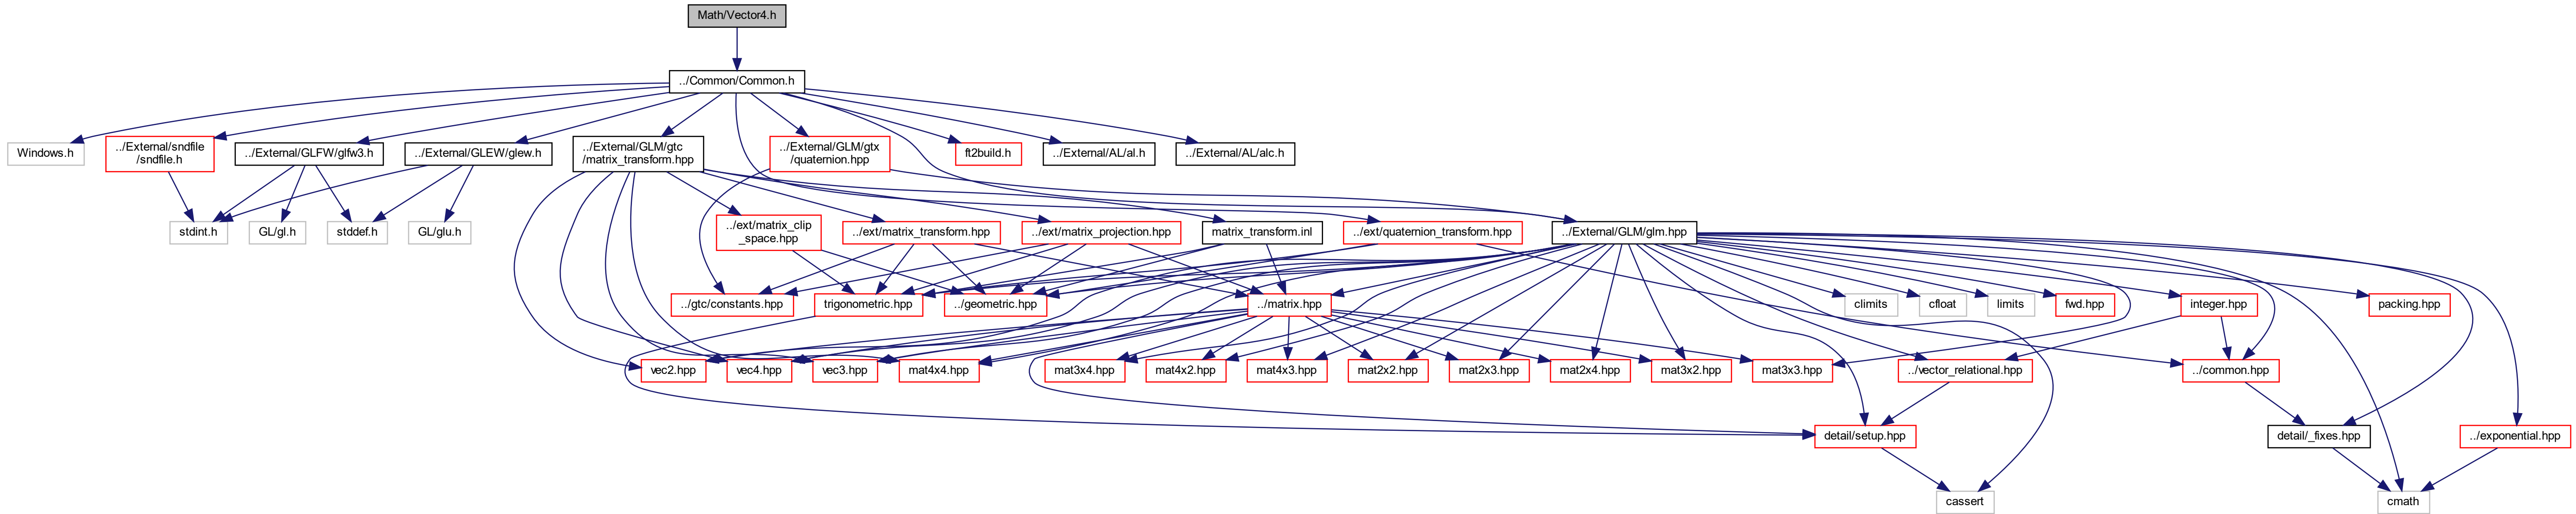 Math/Vector4.h
../Common/Common.h
Windows.h
../External/sndfile
/sndfile.h
../External/GLFW/glfw3.h
../External/GLEW/glew.h
../External/GLM/gtc
/matrix_transform.hpp
../External/GLM/gtx
/quaternion.hpp
ft2build.h
../External/AL/al.h
../External/AL/alc.h
stdint.h
GL/gl.h
stddef.h
GL/glu.h
../ext/matrix_clip
_space.hpp
../ext/matrix_transform.hpp
../ext/matrix_projection.hpp
matrix_transform.inl
../ext/quaternion_transform.hpp
../External/GLM/glm.hpp
../gtc/constants.hpp
trigonometric.hpp
../geometric.hpp
../matrix.hpp
climits
cfloat
limits
fwd.hpp
integer.hpp
packing.hpp
vec2.hpp
vec4.hpp
vec3.hpp
mat4x4.hpp
mat3x4.hpp
mat4x2.hpp
mat4x3.hpp
mat2x2.hpp
mat2x3.hpp
mat2x4.hpp
mat3x2.hpp
mat3x3.hpp
../vector_relational.hpp
../common.hpp
detail/setup.hpp
detail/_fixes.hpp
../exponential.hpp
cassert
cmath